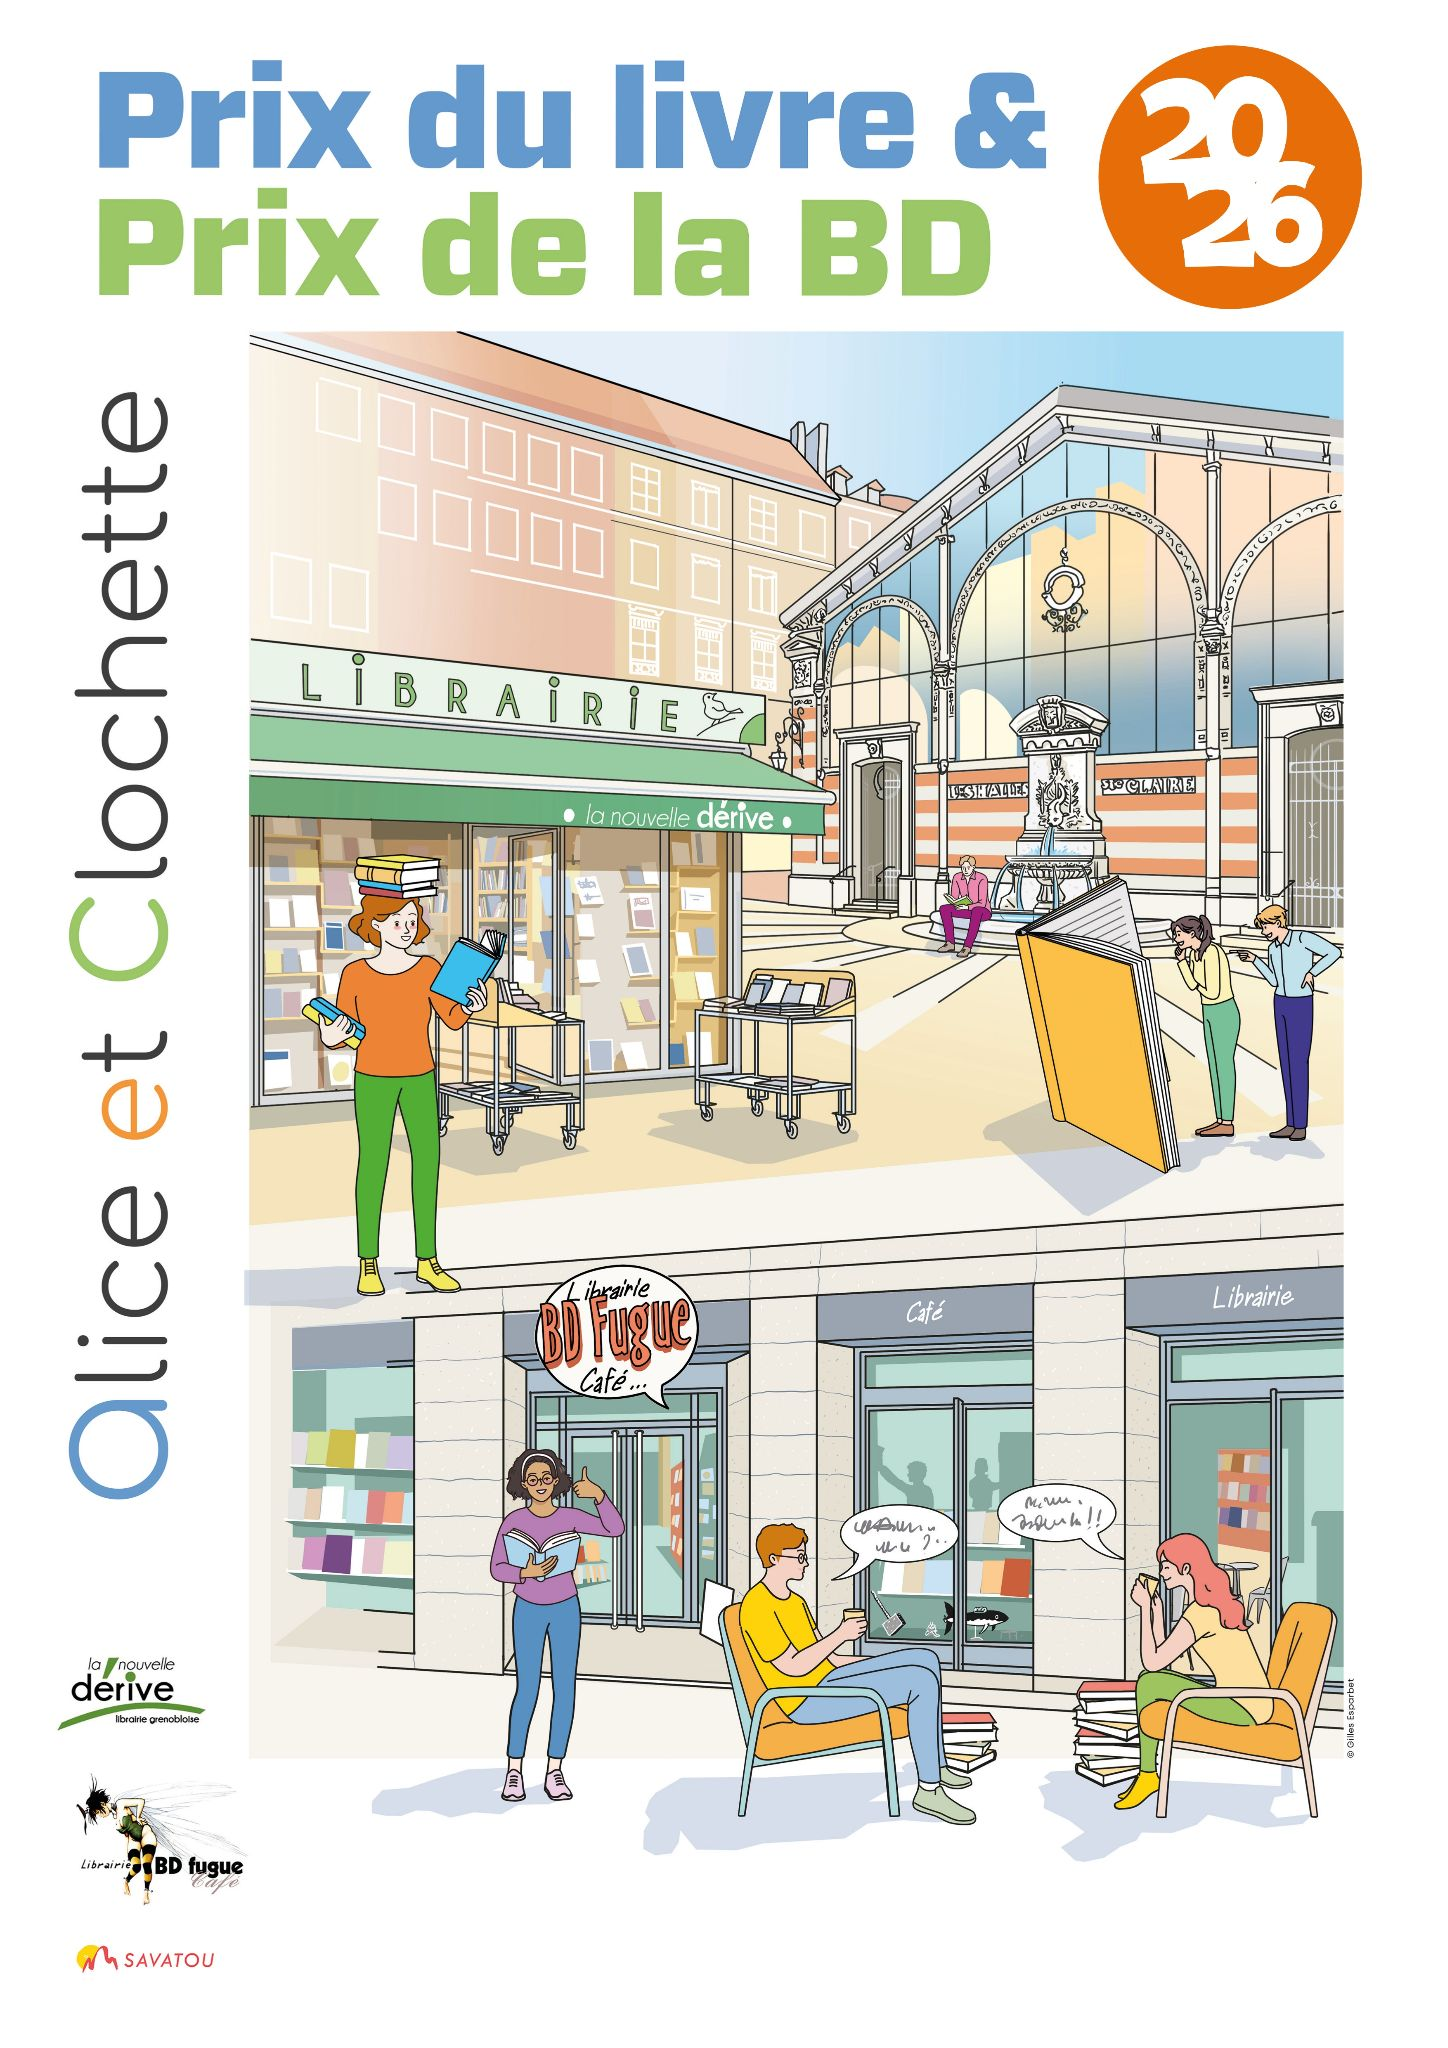 Prix du livre &
Prix de la BD
20
26
alice et Clochette
LiBRAiRiE
• la nouvelle dérive •
LES HALLES
Ste CLAIRE
Librairie
BD Fugue
Café...
Café
Librairie
la nouvelle
dérive
librairie grenobloise
Librairie BD fugue
Café
SAVATOU
© Gilles Esparbet